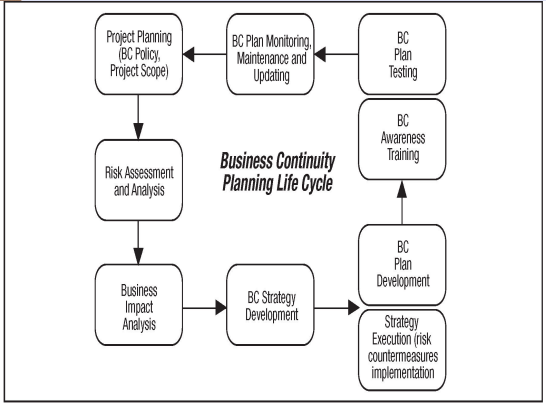 Project Planning
(BC Policy,
Project Scope)
BC Plan Monitoring,
Maintenance and
Updating
BC
Plan
Testing
BC
Awareness
Training
Risk Assessment
and Analysis
Business Continuity
Planning Life Cycle
BC
Plan
Development
Business
Impact
Analysis
BC Strategy
Development
Strategy
Execution (risk
countermeasures
implementation